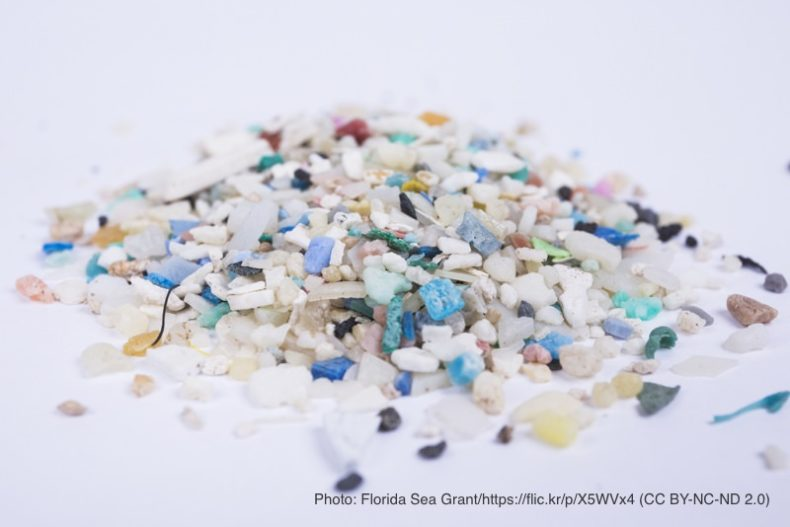 Photo: Florida Sea Grant/https://flic.kr/p/X5WVx4 (CC BY-NC-ND 2.0)